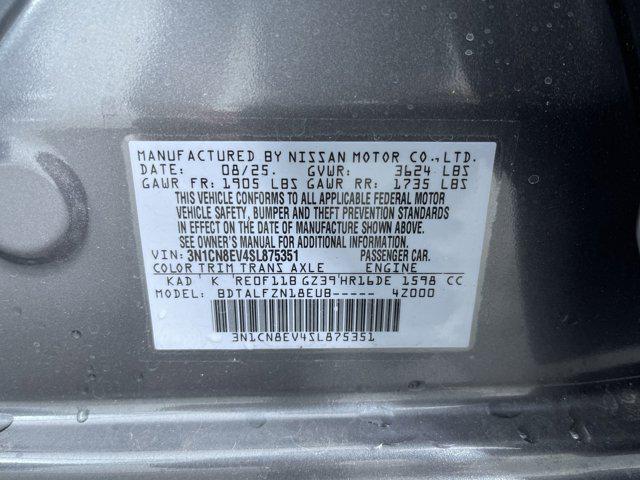 MANUFACTURED BY NISSAN MOTOR CO.,LTD.
DATE: 08/25. GVWR: 3624 LBS
GAWR FR: 1905 LBS GAWR RR: 1735 LBS
THIS VEHICLE CONFORMS TO ALL APPLICABLE FEDERAL MOTOR
VEHICLE SAFETY, BUMPER AND THEFT PREVENTION STANDARDS
IN EFFECT ON THE DATE OF MANUFACTURE SHOWN ABOVE.
SEE OWNER'S MANUAL FOR ADDITIONAL INFORMATION.
VIN: 3N1CN8EV4SL875351 PASSENGER CAR.
COLOR TRIM TRANS AXLE ENGINE
KAD' K 'RE0F11B GZ39'HR16DE 1598 CC
MODEL: BDTALFZN18EUB----- 4Z000
3N1CN8EV4SL875351